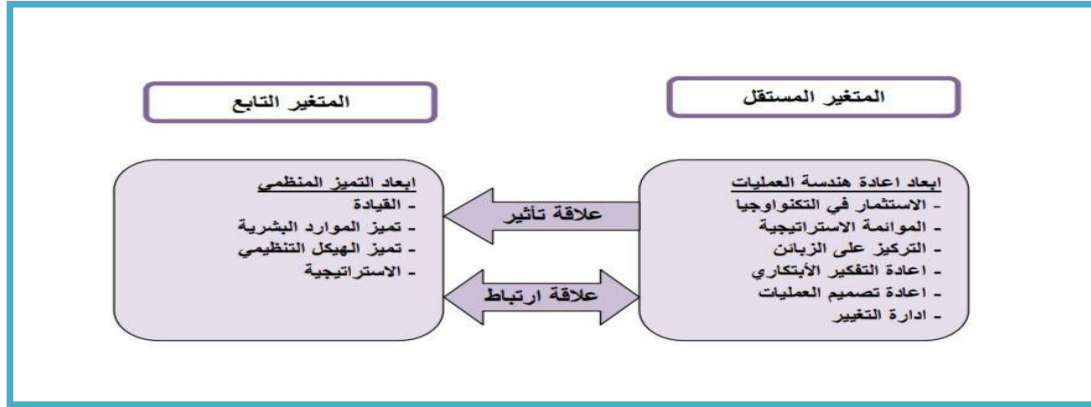 المتغير المستقل
المتغير التابع
ابعاد اعادة هندسة العمليات
- الاستثمار في التكنواوجيا
- الموائمة الاستراتيجية
- التركيز على الزبائن
- اعادة التفكير الأبتكاري
- اعادة تصميم العمليات
- ادارة التغيير
علاقة تأثير
علاقة ارتباط
ابعاد التميز المنظمي
- القيادة
- تميز الموارد البشرية
- تميز الهيكل التنظيمي
- الاستراتيجية